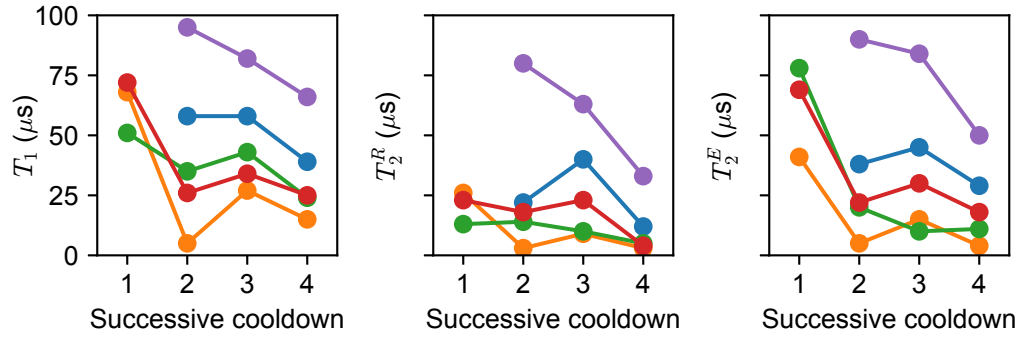 100
75
50
25
0
T₁ (μs)
1 2 3 4
Successive cooldown
T₂ᴿ (μs)
1 2 3 4
Successive cooldown
T₂ᴱ (μs)
1 2 3 4
Successive cooldown